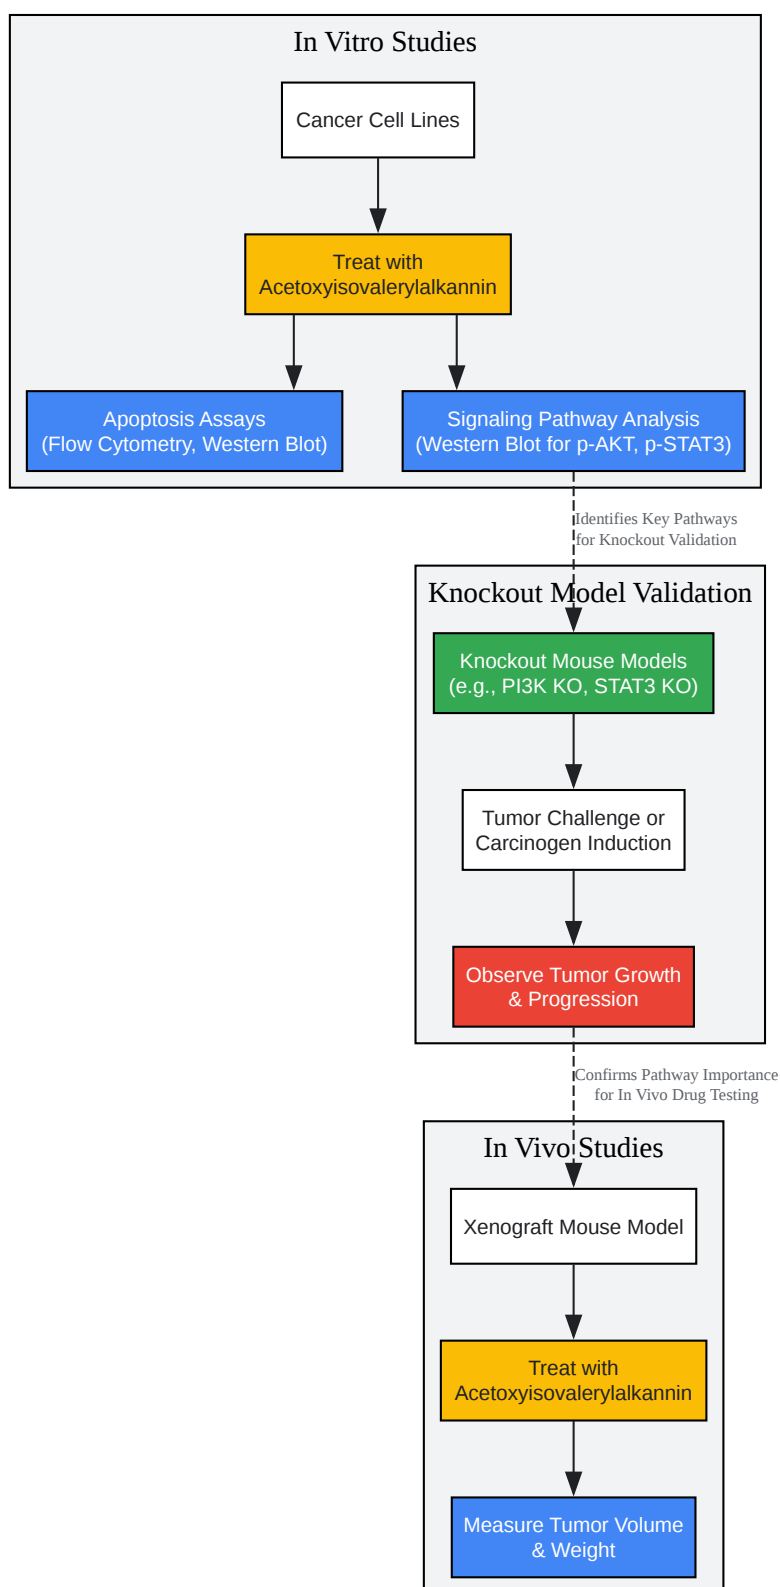 In Vitro Studies
Cancer Cell Lines
Treat with
Acetoxyisovalerylalkannin
Apoptosis Assays
(Flow Cytometry, Western Blot)
Signaling Pathway Analysis
(Western Blot for p-AKT, p-STAT3)
Identifies Key Pathways
for Knockout Validation
Knockout Model Validation
Knockout Mouse Models
(e.g., PI3K KO, STAT3 KO)
Tumor Challenge or
Carcinogen Induction
Observe Tumor Growth
& Progression
Confirms Pathway Importance
for In Vivo Drug Testing
In Vivo Studies
Xenograft Mouse Model
Treat with
Acetoxyisovalerylalkannin
Measure Tumor Volume
& Weight